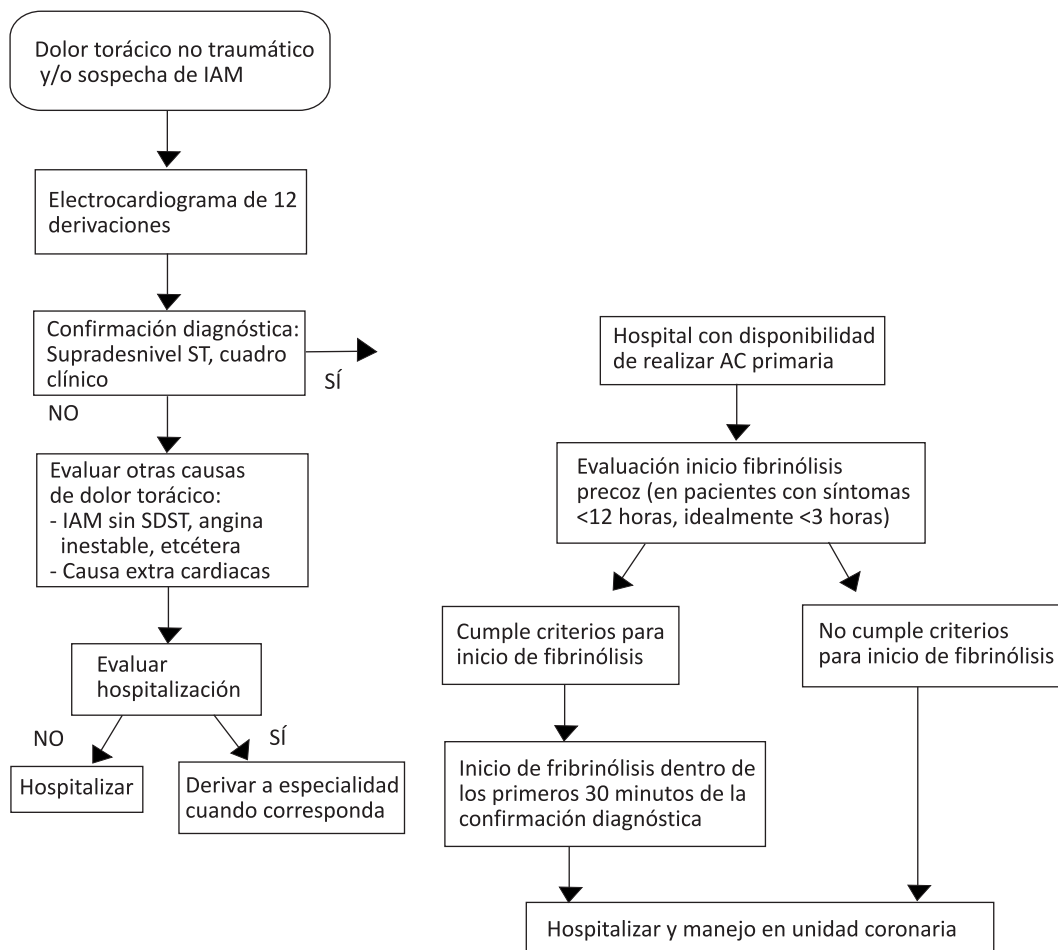 Dolor torácico no traumático
y/o sospecha de IAM
Electrocardiograma de 12
derivaciones
Confirmación diagnóstica:
Supradesnivel ST, cuadro
clínico
SÍ
NO
Evaluar otras causas
de dolor torácico:
- IAM sin SDST, angina
inestable, etcétera
- Causa extra cardiacas
Evaluar
hospitalización
NO
SÍ
Hospitalizar
Derivar a especialidad
cuando corresponda
Hospital con disponibilidad
de realizar AC primaria
Evaluación inicio fibrinólisis
precoz (en pacientes con síntomas
<12 horas, idealmente <3 horas)
Cumple criterios para
inicio de fibrinólisis
No cumple criterios
para inicio de fibrinólisis
Inicio de fribrinólisis dentro de
los primeros 30 minutos de la
confirmación diagnóstica
Hospitalizar y manejo en unidad coronaria